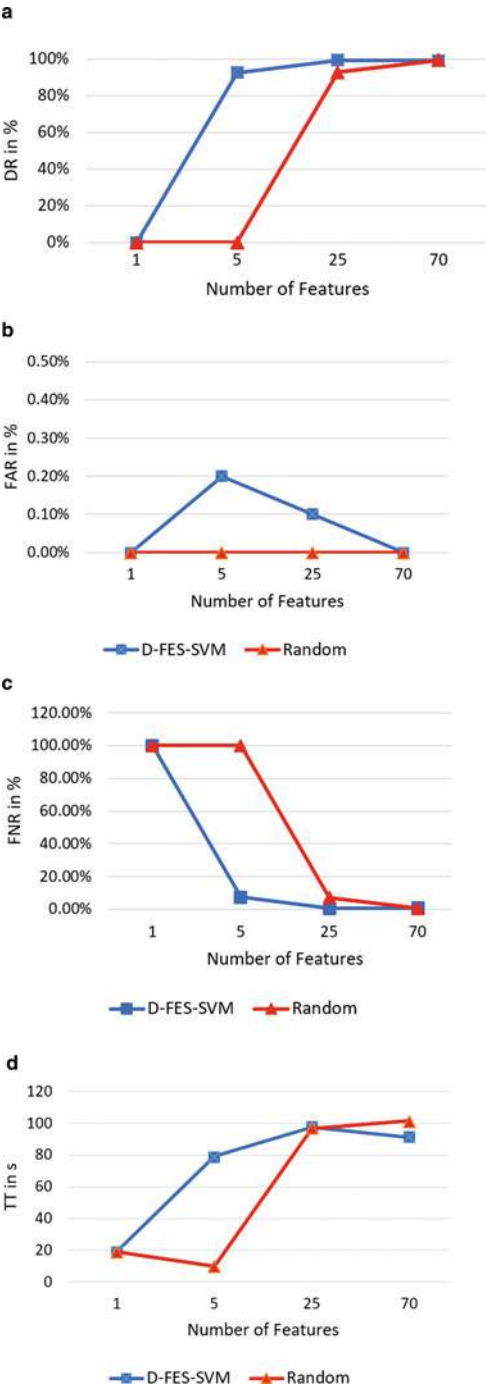 a
100%
80%
60%
40%
20%
0%
DR in %
1 5 25 70
Number of Features
b
0.50%
0.40%
0.30%
0.20%
0.10%
0.00%
FAR in %
1 5 25 70
Number of Features
D-FES-SVM Random
c
120.00%
100.00%
80.00%
60.00%
40.00%
20.00%
0.00%
FNR in %
1 5 25 70
Number of Features
D-FES-SVM Random
d
120
100
80
60
40
20
0
TT in s
1 5 25 70
Number of Features
D-FES-SVM Random